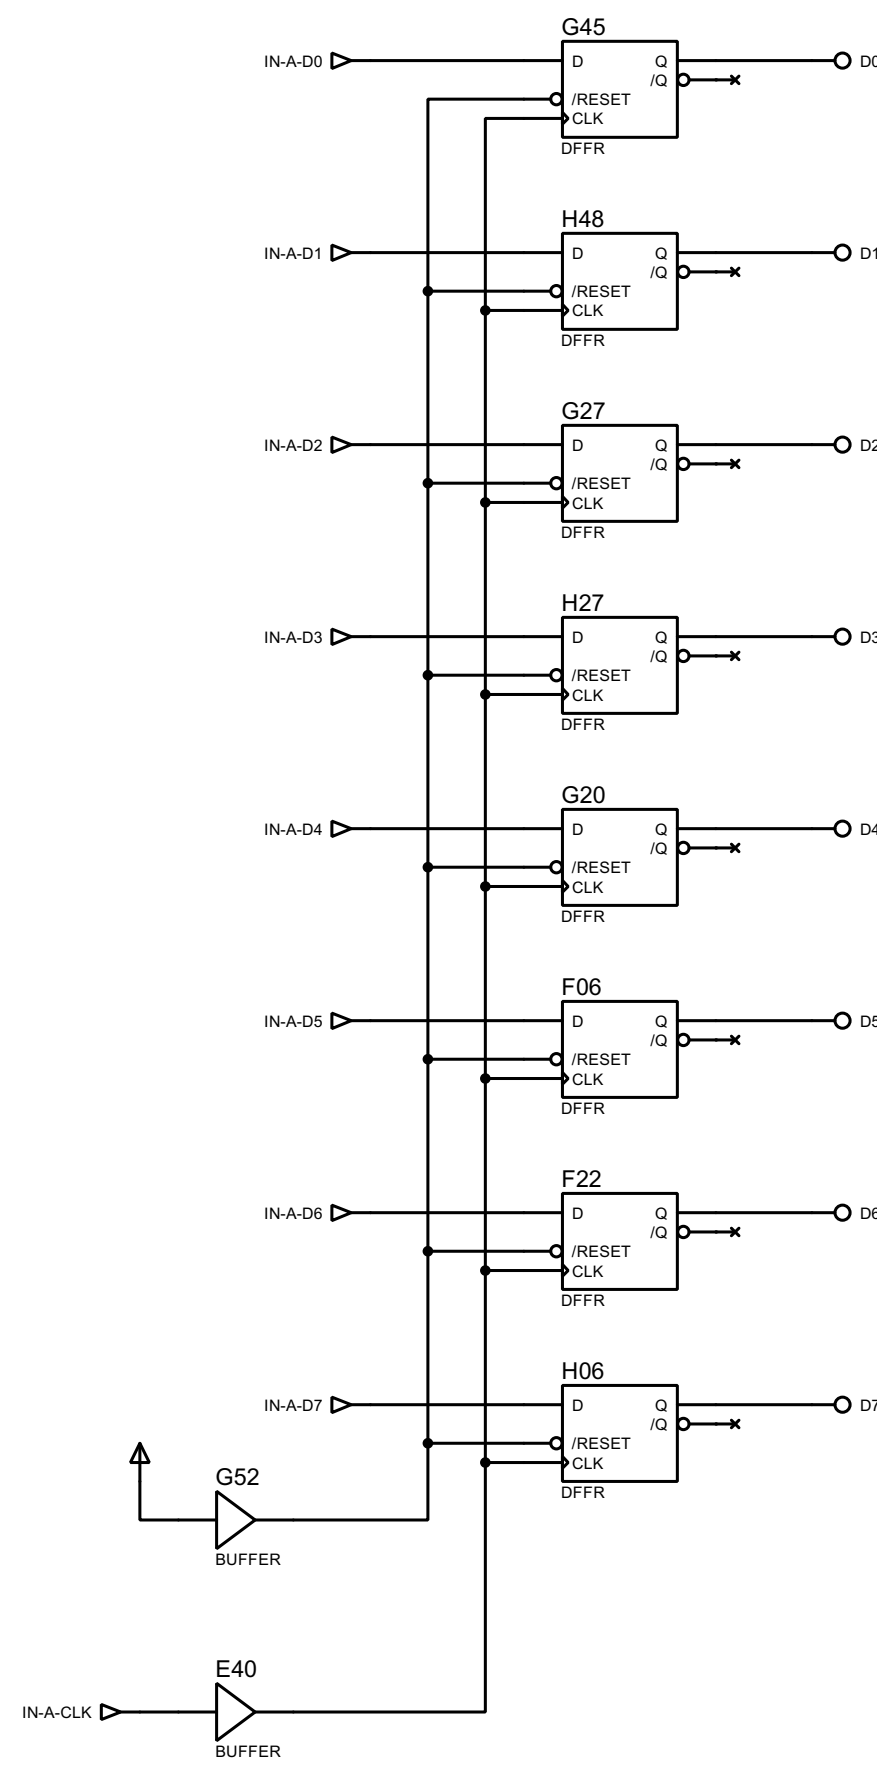 G45
IN-A-D0 D Q D0
/Q
/RESET
CLK
DFFR
H48
IN-A-D1 D Q D1
/Q
/RESET
CLK
DFFR
G27
IN-A-D2 D Q D2
/Q
/RESET
CLK
DFFR
H27
IN-A-D3 D Q D3
/Q
/RESET
CLK
DFFR
G20
IN-A-D4 D Q D4
/Q
/RESET
CLK
DFFR
F06
IN-A-D5 D Q D5
/Q
/RESET
CLK
DFFR
F22
IN-A-D6 D Q D6
/Q
/RESET
CLK
DFFR
H06
IN-A-D7 D Q D7
/Q
/RESET
CLK
DFFR
G52
BUFFER
E40
IN-A-CLK
BUFFER